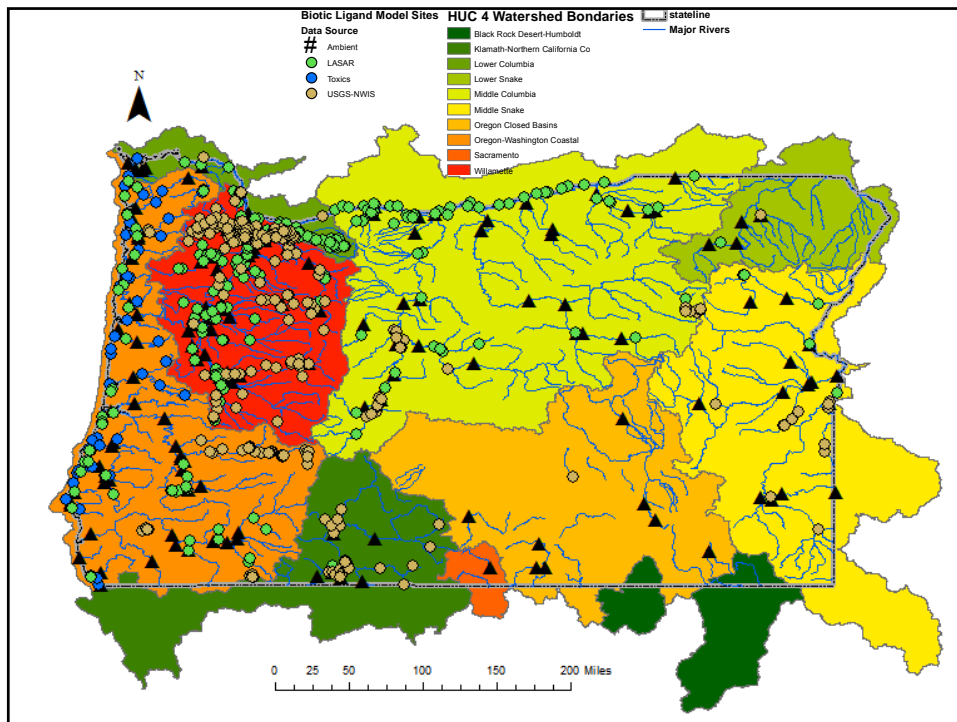 Biotic Ligand Model Sites
Data Source
# Ambient
LASAR
Toxics
USGS-NWIS
HUC 4 Watershed Bondaries
Black Rock Desert-Humboldt
Klamath-Northern California Co
Lower Columbia
Lower Snake
Middle Columbia
Middle Snake
Oregon Closed Basins
Oregon-Washington Coastal
Sacramento
Willamette
stateline
Major Rivers
N
0 25 50 100 150 200 Miles